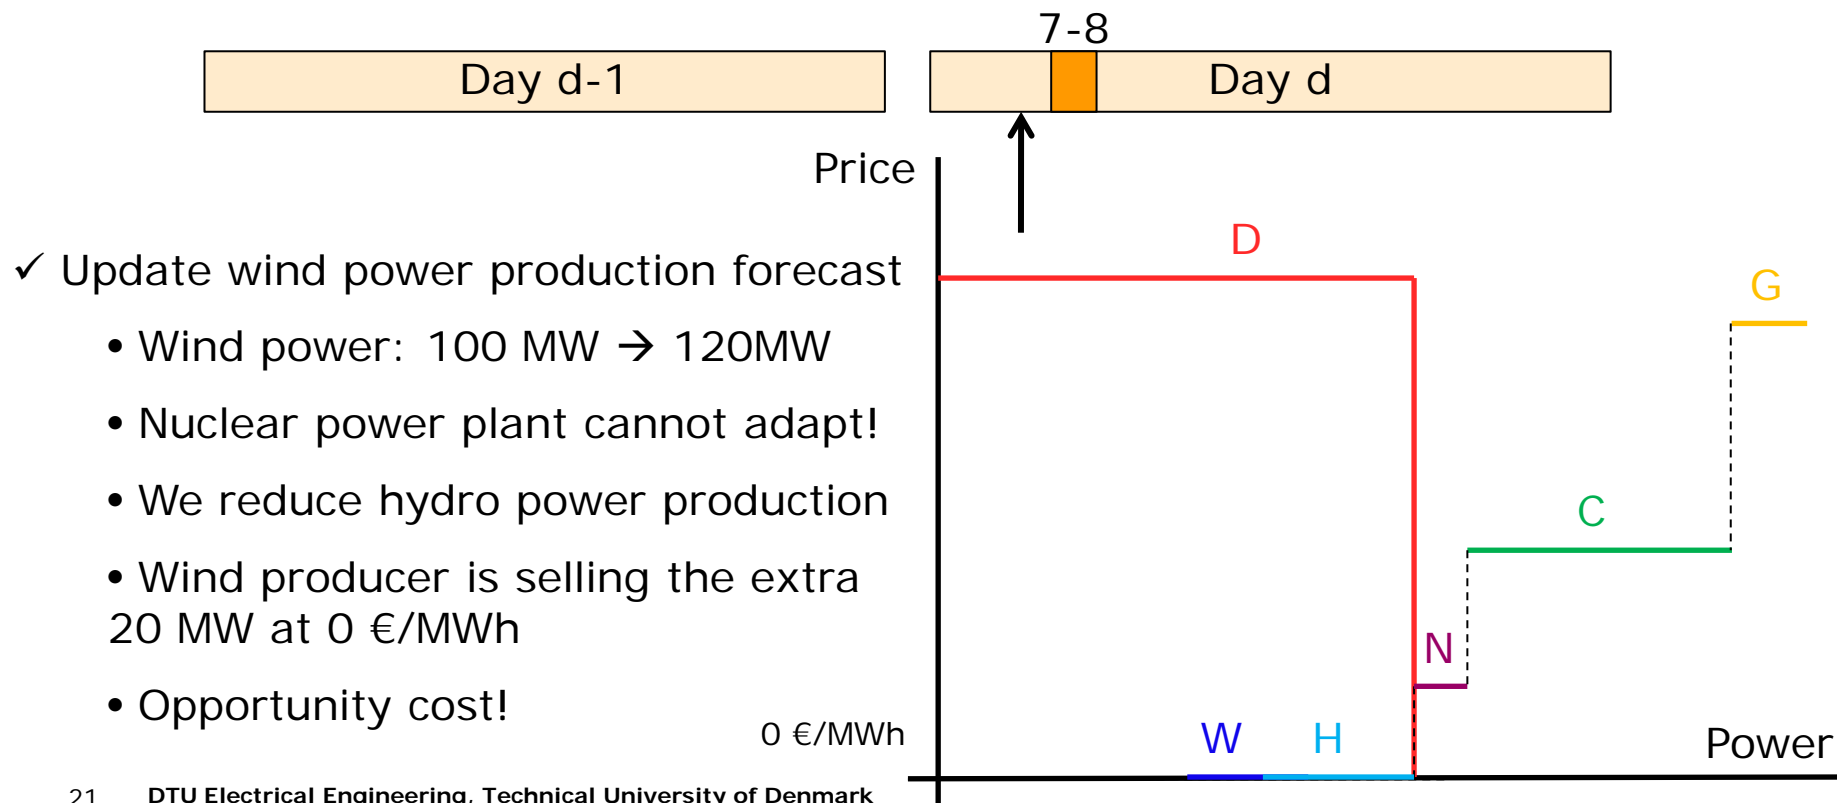 7-8
Day d-1
Day d
Price
✓ Update wind power production forecast
• Wind power: 100 MW → 120MW
• Nuclear power plant cannot adapt!
• We reduce hydro power production
• Wind producer is selling the extra
20 MW at 0 €/MWh
• Opportunity cost!
D
G
C
N
0 €/MWh
W
H
Power
21 DTU Electrical Engineering, Technical University of Denmark